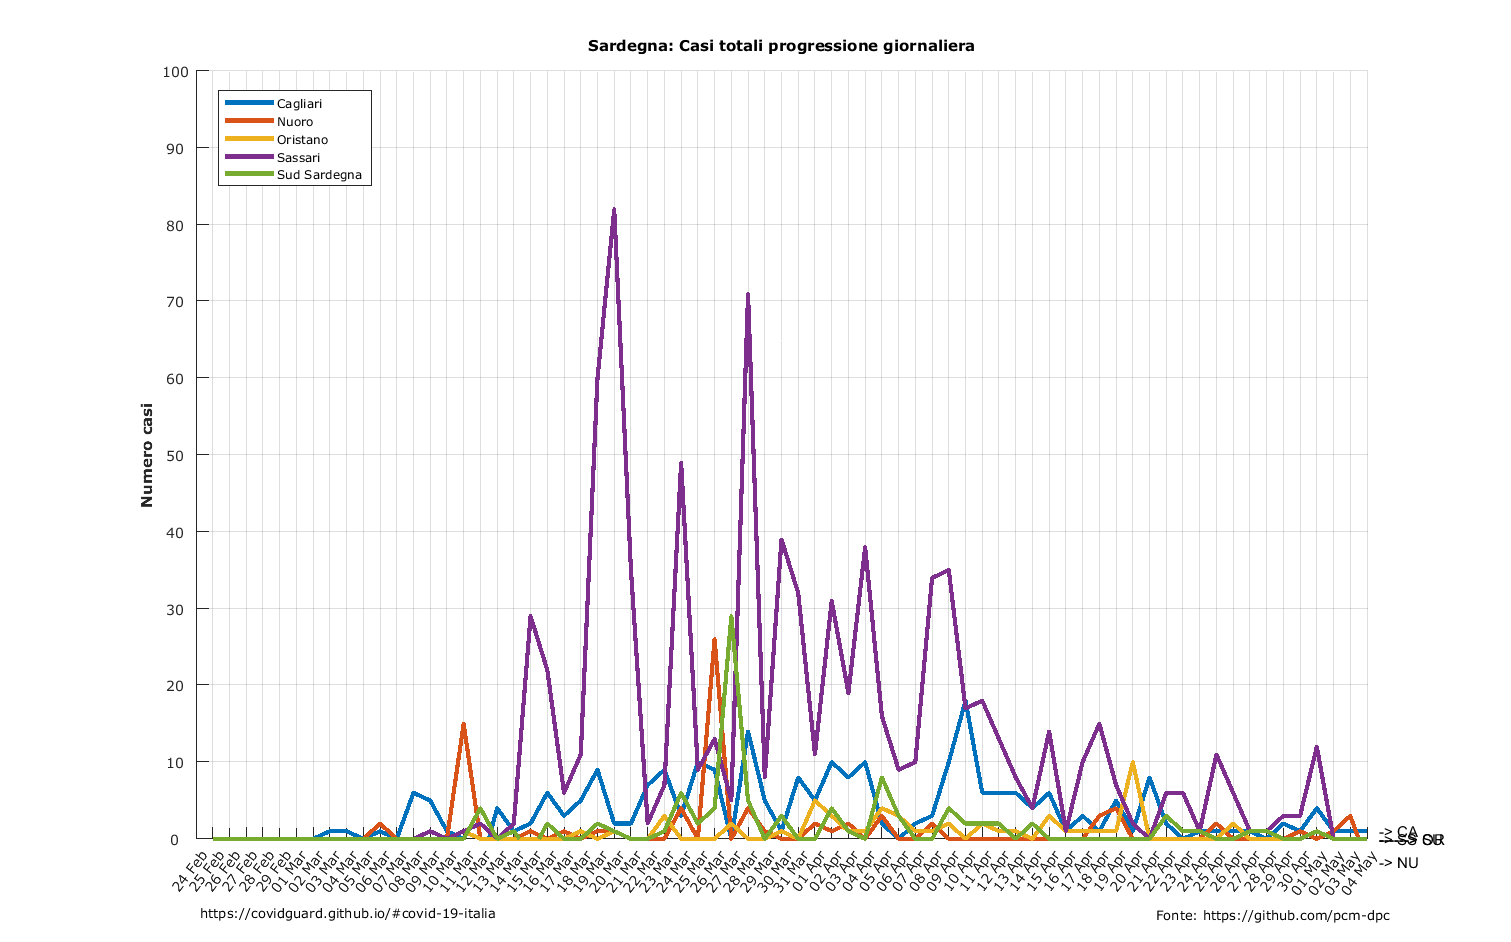 Sardegna: Casi totali progressione giornaliera
100
90
80
70
60
50
40
30
20
10
0
Numero casi
Cagliari
Nuoro
Oristano
Sassari
Sud Sardegna
24 Feb
25 Feb
26 Feb
27 Feb
28 Feb
29 Feb
01 Mar
02 Mar
03 Mar
04 Mar
05 Mar
06 Mar
07 Mar
08 Mar
09 Mar
10 Mar
11 Mar
12 Mar
13 Mar
14 Mar
15 Mar
16 Mar
17 Mar
18 Mar
19 Mar
20 Mar
21 Mar
22 Mar
23 Mar
24 Mar
25 Mar
26 Mar
27 Mar
28 Mar
29 Mar
30 Mar
31 Mar
01 Apr
02 Apr
03 Apr
04 Apr
05 Apr
06 Apr
07 Apr
08 Apr
09 Apr
10 Apr
11 Apr
12 Apr
13 Apr
14 Apr
15 Apr
16 Apr
17 Apr
18 Apr
19 Apr
20 Apr
21 Apr
22 Apr
23 Apr
24 Apr
25 Apr
26 Apr
27 Apr
28 Apr
29 Apr
30 Apr
01 May
02 May
03 May
04 May
-> CA
-> NU
https://covidguard.github.io/#covid-19-italia
Fonte: https://github.com/pcm-dpc